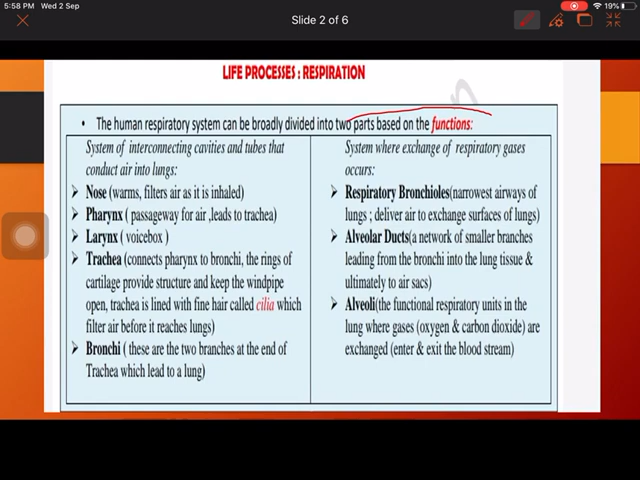 5:58 PM Wed 2 Sep
19%
Slide 2 of 6
LIFE PROCESSES : RESPIRATION
• The human respiratory system can be broadly divided into two parts based on the functions:
System of interconnecting cavities and tubes that
conduct air into lungs:
Nose (warms, filters air as it is inhaled)
Pharynx ( passageway for air ,leads to trachea)
Larynx ( voicebox )
Trachea (connects pharynx to bronchi, the rings of
cartilage provide structure and keep the windpipe
open, trachea is lined with fine hair called cilia which
filter air before it reaches lungs)
Bronchi ( these are the two branches at the end of
Trachea which lead to a lung)
System where exchange of respiratory gases
occurs:
Respiratory Bronchioles(narrowest airways of
lungs ; deliver air to exchange surfaces of lungs)
Alveolar Ducts(a network of smaller branches
leading from the bronchi into the lung tissue &
ultimately to air sacs)
Alveoli(the functional respiratory units in the
lung where gases (oxygen & carbon dioxide) are
exchanged (enter & exit the blood stream)